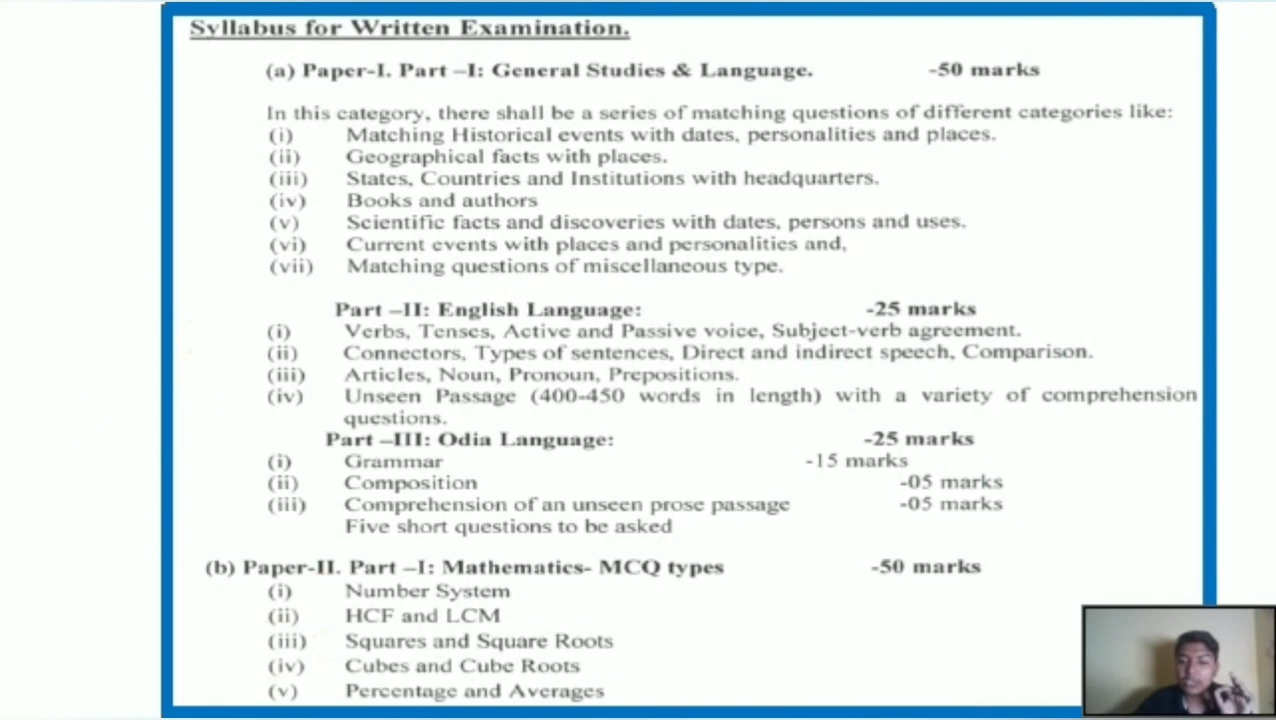 Syllabus for Written Examination.
(a) Paper-I. Part –I: General Studies & Language. -50 marks
In this category, there shall be a series of matching questions of different categories like:
(i) Matching Historical events with dates, personalities and places.
(ii) Geographical facts with places.
(iii) States, Countries and Institutions with headquarters.
(iv) Books and authors
(v) Scientific facts and discoveries with dates, persons and uses.
(vi) Current events with places and personalities and,
(vii) Matching questions of miscellaneous type.
Part –II: English Language: -25 marks
(i) Verbs, Tenses, Active and Passive voice, Subject-verb agreement.
(ii) Connectors, Types of sentences, Direct and indirect speech, Comparison.
(iii) Articles, Noun, Pronoun, Prepositions.
(iv) Unseen Passage (400-450 words in length) with a variety of comprehension
questions.
Part –III: Odia Language: -25 marks
(i) Grammar -15 marks
(ii) Composition -05 marks
(iii) Comprehension of an unseen prose passage -05 marks
Five short questions to be asked
(b) Paper-II. Part –I: Mathematics- MCQ types -50 marks
(i) Number System
(ii) HCF and LCM
(iii) Squares and Square Roots
(iv) Cubes and Cube Roots
(v) Percentage and Averages